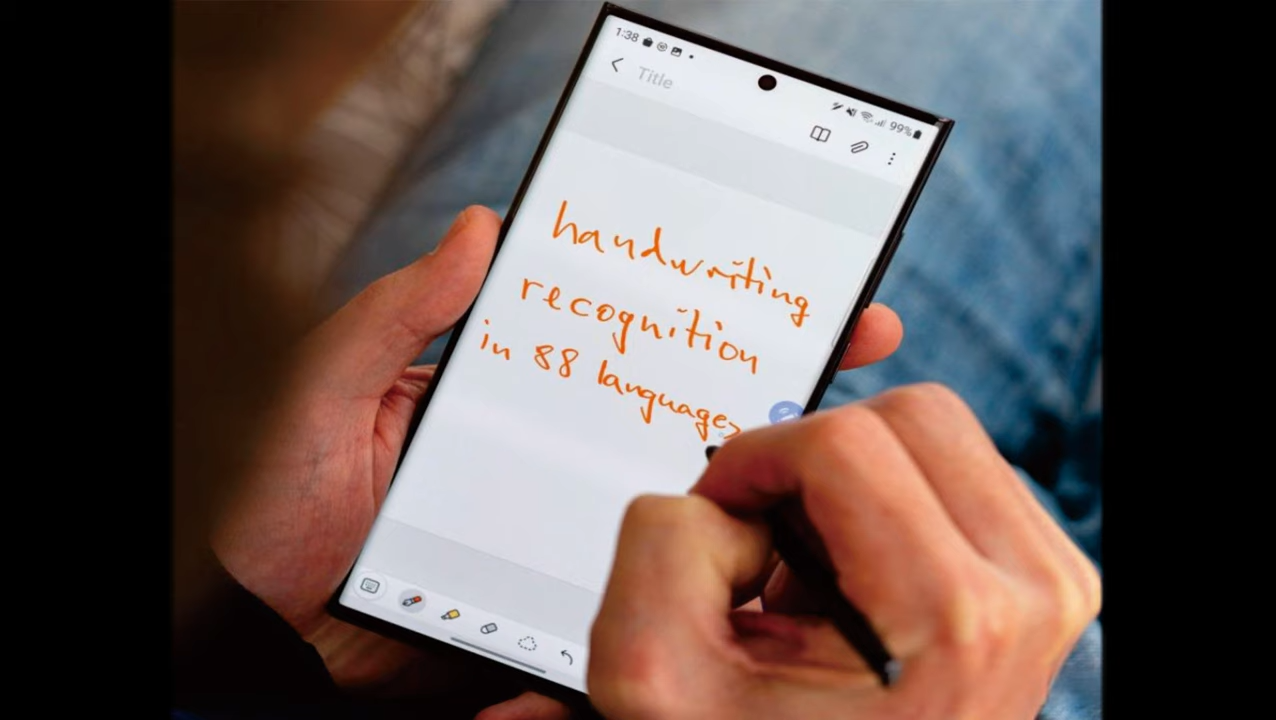 1:38
99%
Title
handwriting
recognition
in 88 languages